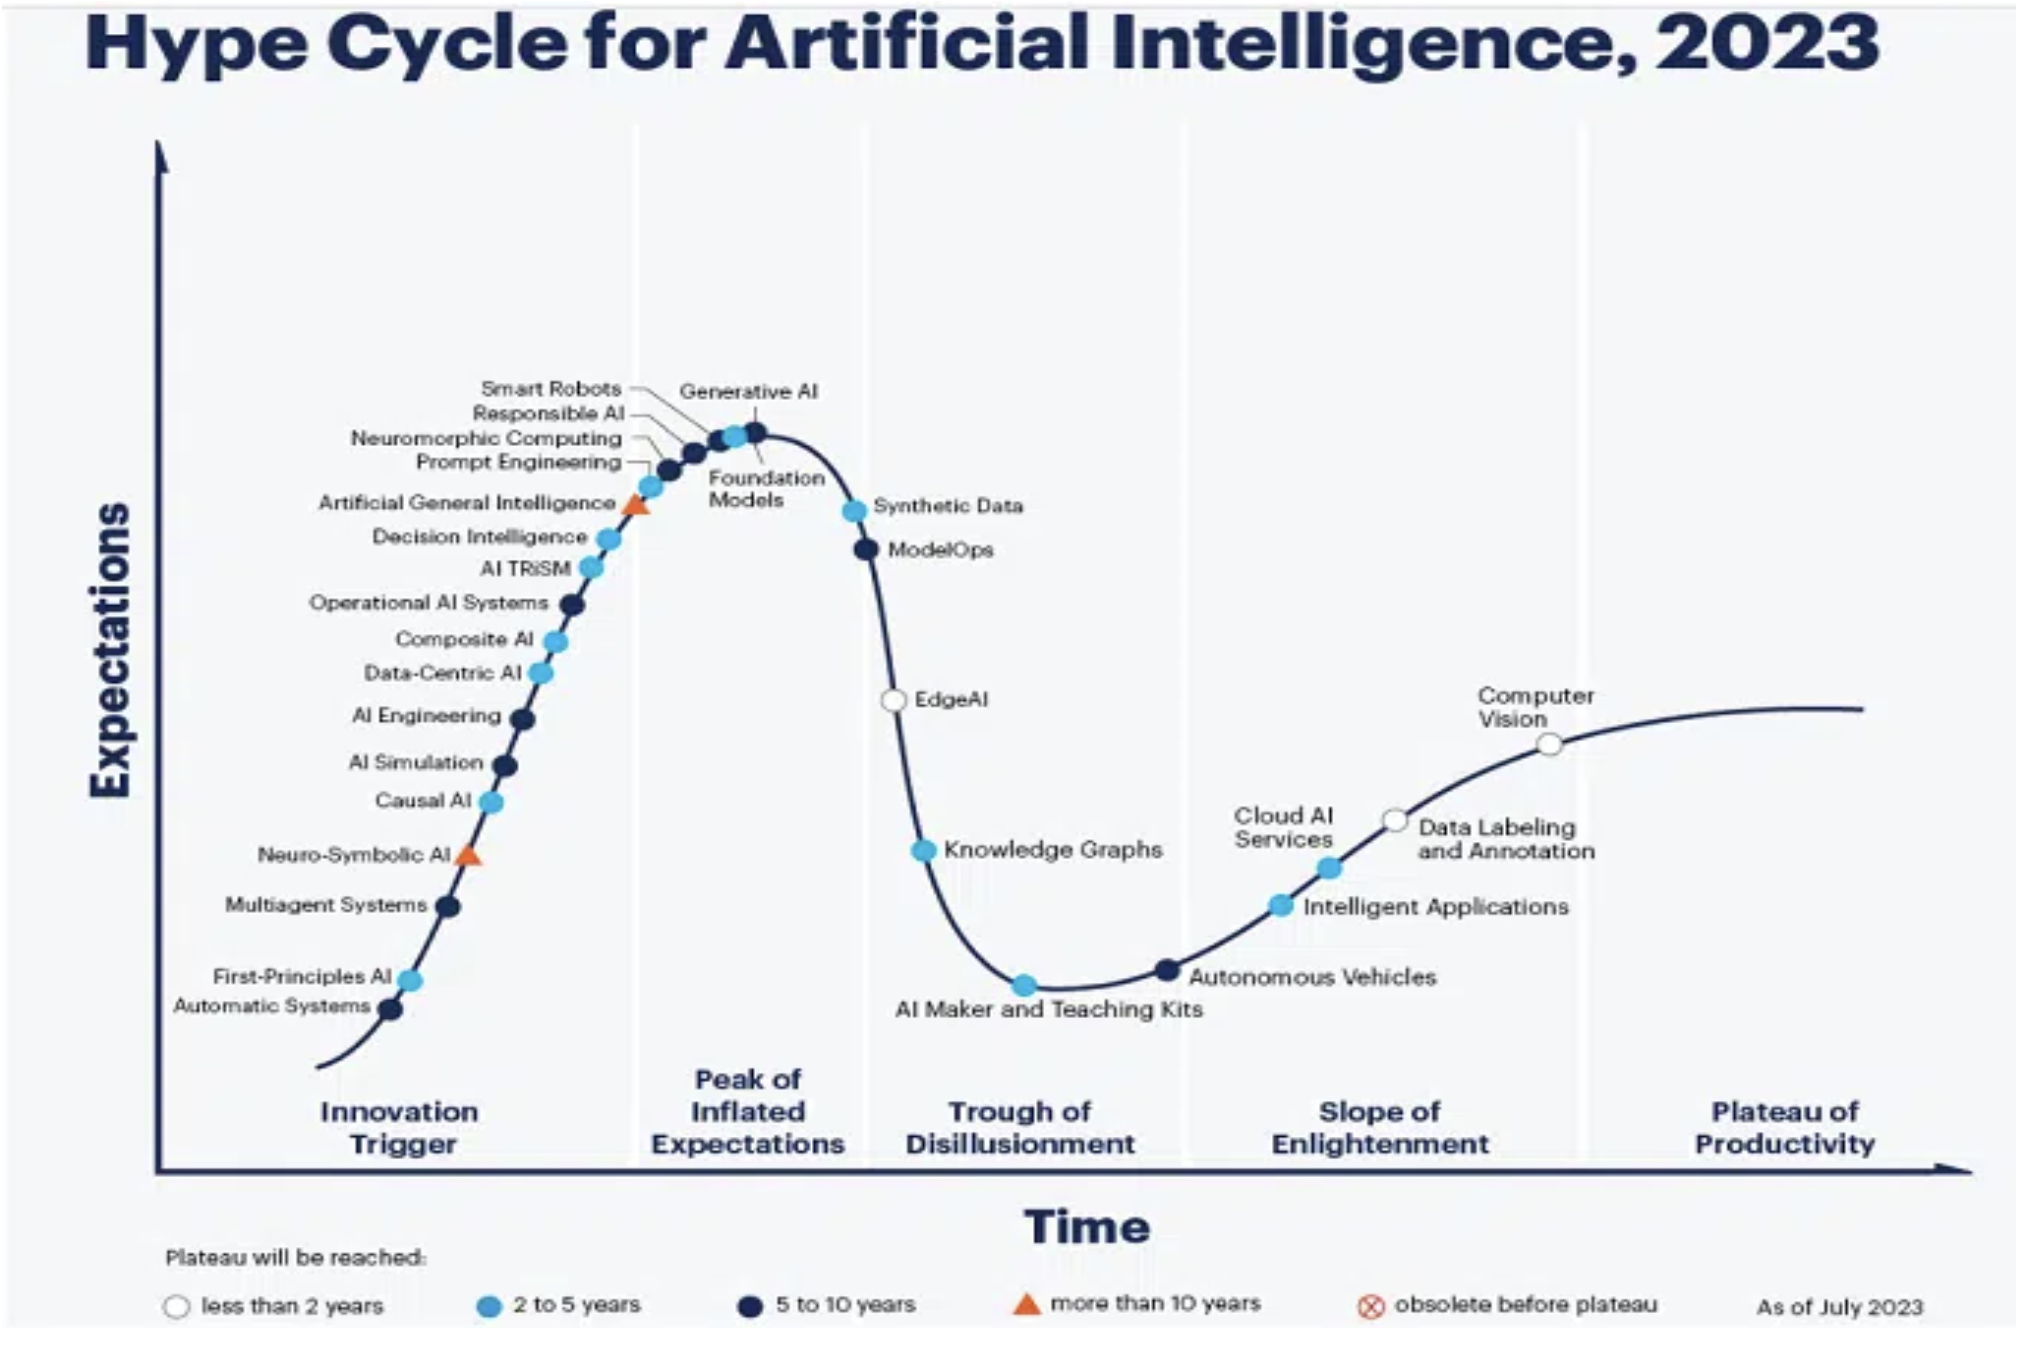 Hype Cycle for Artificial Intelligence, 2023
Expectations
Smart Robots
Responsible AI
Neuromorphic Computing
Prompt Engineering
Artificial General Intelligence
Decision Intelligence
AI TRiSM
Operational AI Systems
Composite AI
Data-Centric AI
AI Engineering
AI Simulation
Causal AI
Neuro-Symbolic AI
Multiagent Systems
First-Principles AI
Automatic Systems
Generative AI
Foundation
Models
Synthetic Data
ModelOps
EdgeAI
Knowledge Graphs
AI Maker and Teaching Kits
Autonomous Vehicles
Intelligent Applications
Cloud AI
Services
Data Labeling
and Annotation
Computer
Vision
Innovation
Trigger
Peak of
Inflated
Expectations
Trough of
Disillusionment
Slope of
Enlightenment
Plateau of
Productivity
Time
Plateau will be reached:
less than 2 years
2 to 5 years
5 to 10 years
more than 10 years
obsolete before plateau
As of July 2023